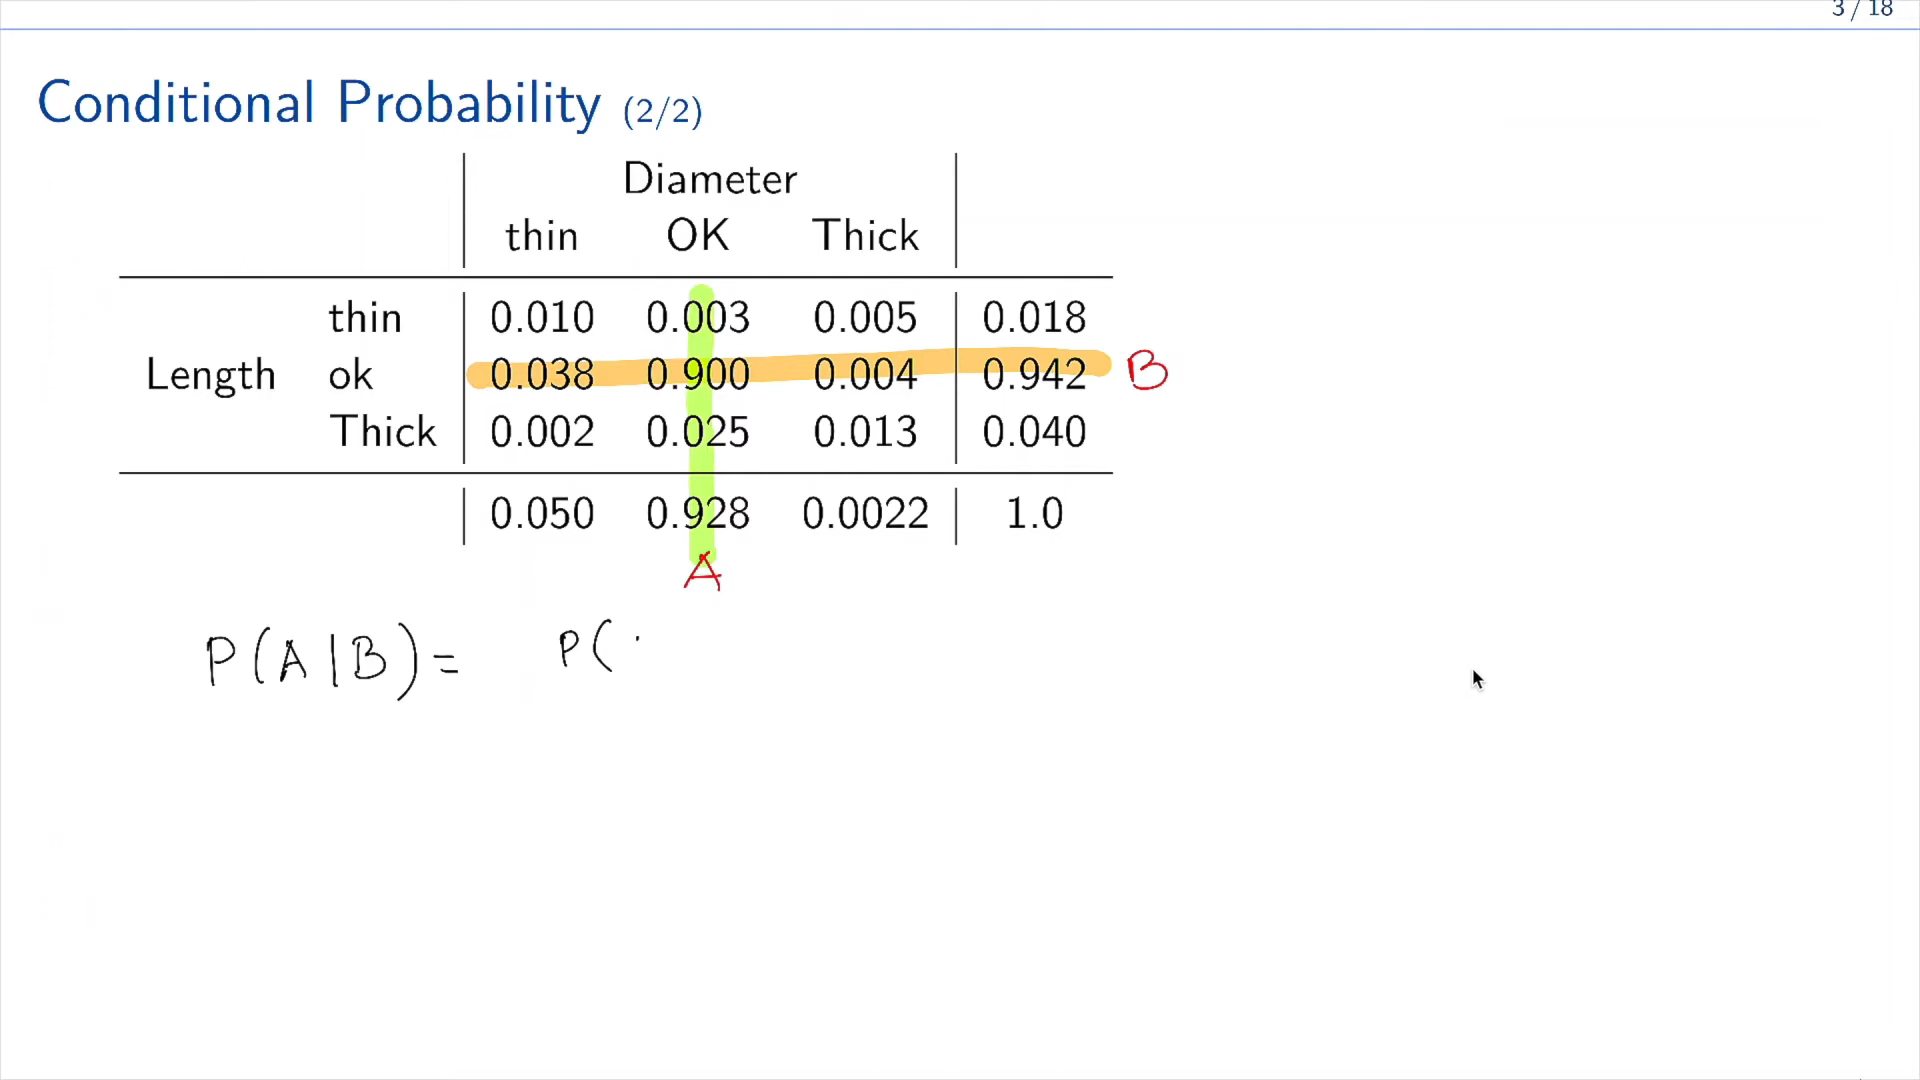 3 / 18
Conditional Probability (2/2)
Diameter
thin OK Thick
thin 0.010 0.003 0.005 0.018
Length ok 0.038 0.900 0.004 0.942 B
Thick 0.002 0.025 0.013 0.040
0.050 0.928 0.0022 1.0
A
P(A|B)= P(